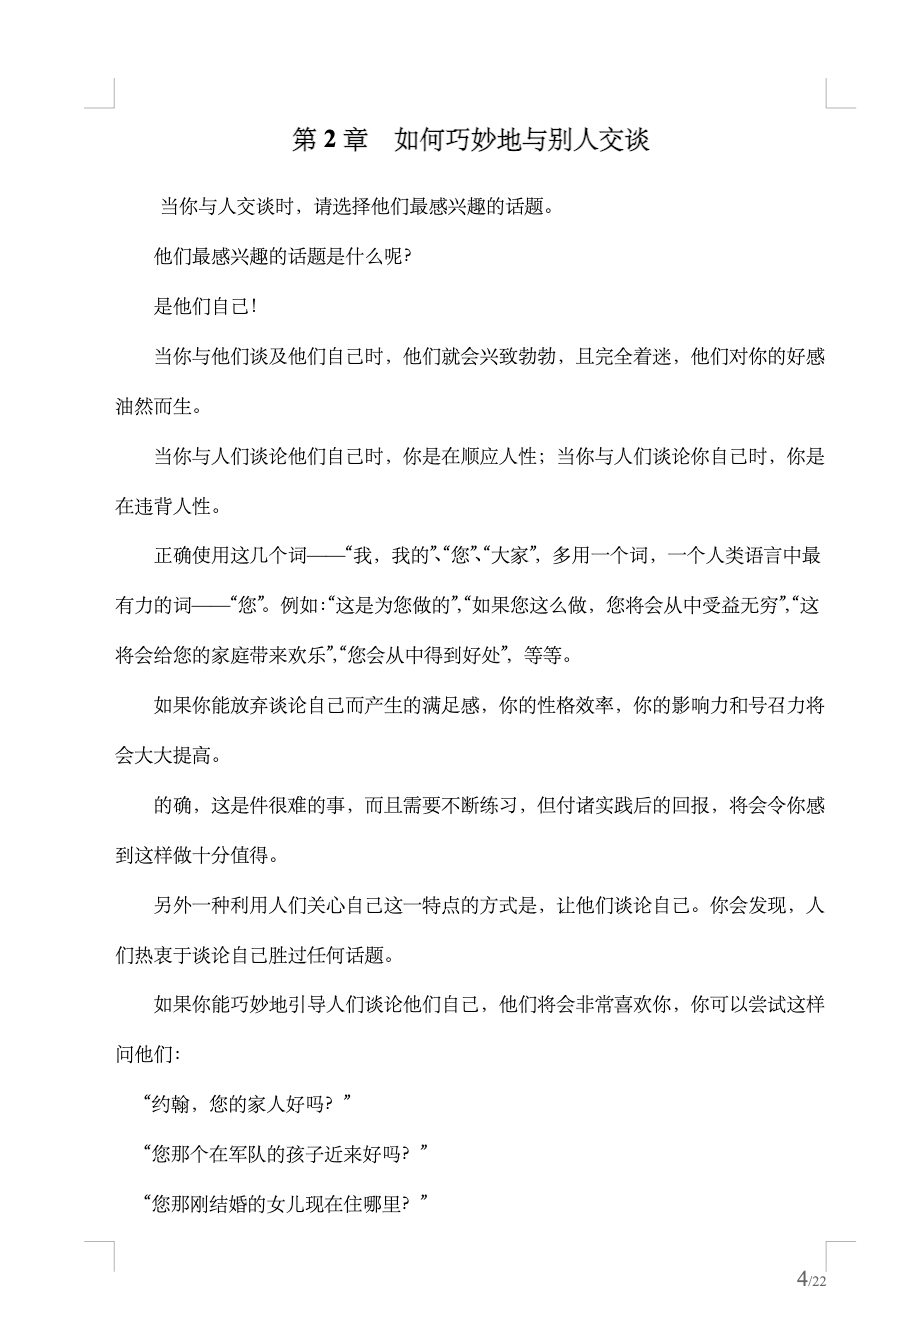 第 2 章　如何巧妙地与别人交谈
当你与人交谈时，请选择他们最感兴趣的话题。
他们最感兴趣的话题是什么呢？
是他们自己！
当你与他们谈及他们自己时，他们就会兴致勃勃，且完全着迷，他们对你的好感
油然而生。
当你与人们谈论他们自己时，你是在顺应人性；当你与人们谈论你自己时，你是
在违背人性。
正确使用这几个词——“我，我的”、“您”、“大家”，多用一个词，一个人类语言中最
有力的词——“您”。例如：“这是为您做的”，“如果您这么做，您将会从中受益无穷”，“这
将会给您的家庭带来欢乐”，“您会从中得到好处”，等等。
如果你能放弃谈论自己而产生的满足感，你的性格效率，你的影响力和号召力将
会大大提高。
的确，这是件很难的事，而且需要不断练习，但付诸实践后的回报，将会令你感
到这样做十分值得。
另外一种利用人们关心自己这一特点的方式是，让他们谈论自己。你会发现，人
们热衷于谈论自己胜过任何话题。
如果你能巧妙地引导人们谈论他们自己，他们将会非常喜欢你，你可以尝试这样
问他们：
“约翰，您的家人好吗？”
“您那个在军队的孩子近来好吗？”
“您那刚结婚的女儿现在住哪里？”
4/22